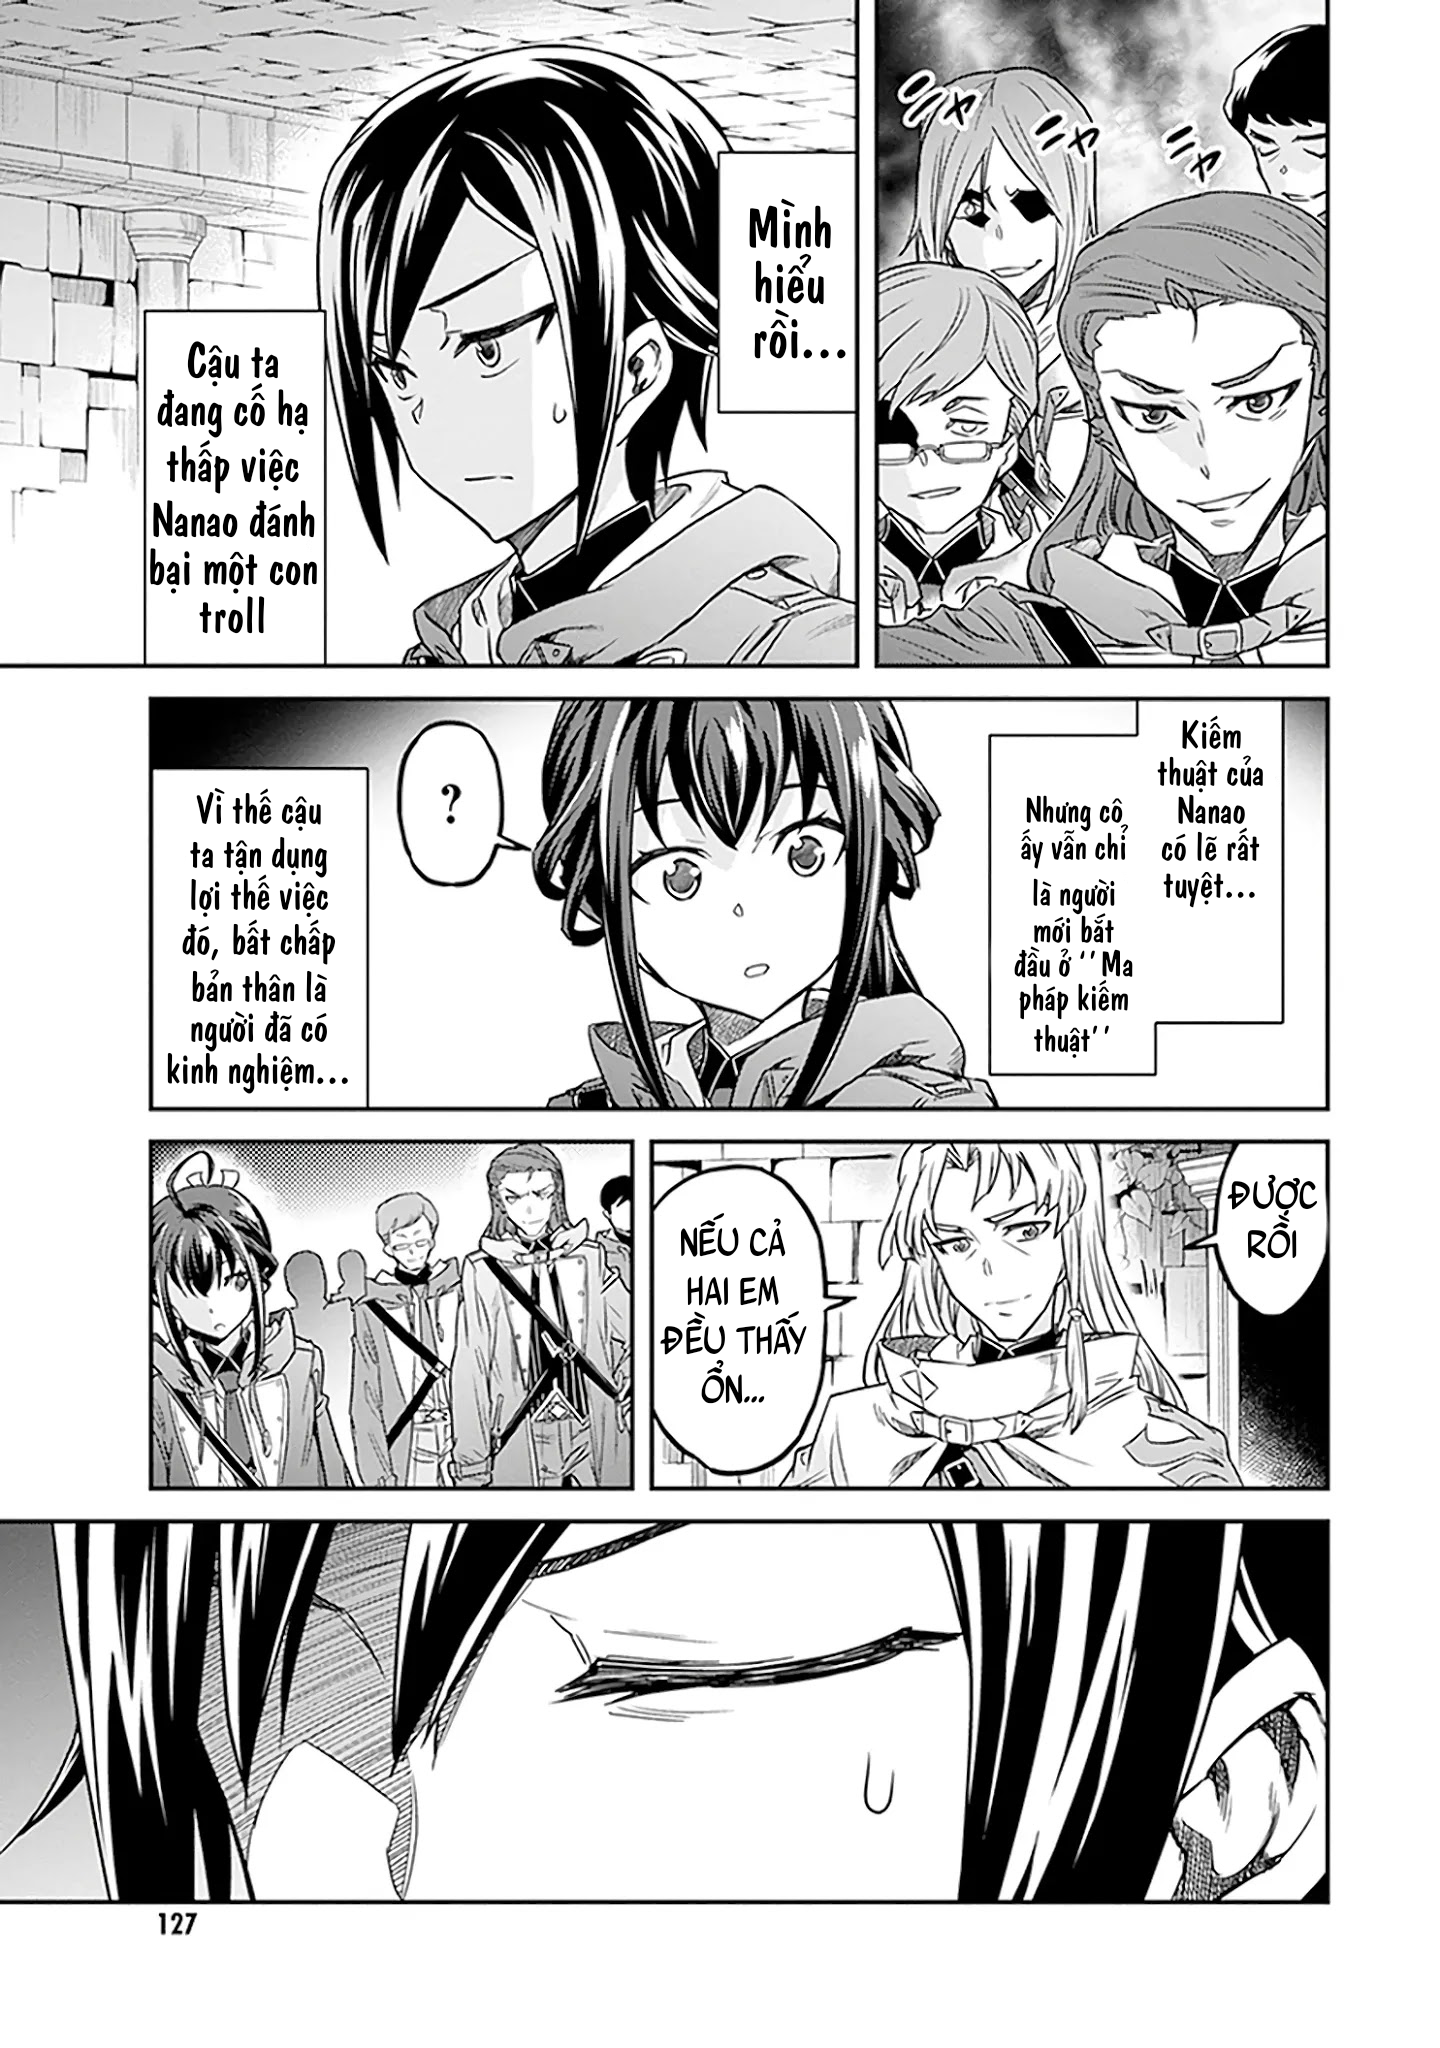 ニヤ
ニヤ
ニヤ
Mình
hiểu
rồi...
Cậu ta
đang cố hạ
thấp việc
Nanao đánh
bại một con
troll
Kiếm
thuật của
Nanao
có lẽ rất
tuyệt...
Nhưng cô
ấy vẫn chỉ
là người
mới bắt
đầu ở ''Ma
pháp kiếm
thuật''
?
Vì thế cậu
ta tận dụng
lợi thế việc
đó, bất chấp
bản thân là
người đã có
kinh nghiệm...
ĐƯỢC
RỒI
NẾU CẢ
HAI EM
ĐỀU THẤY
ỔN...
127